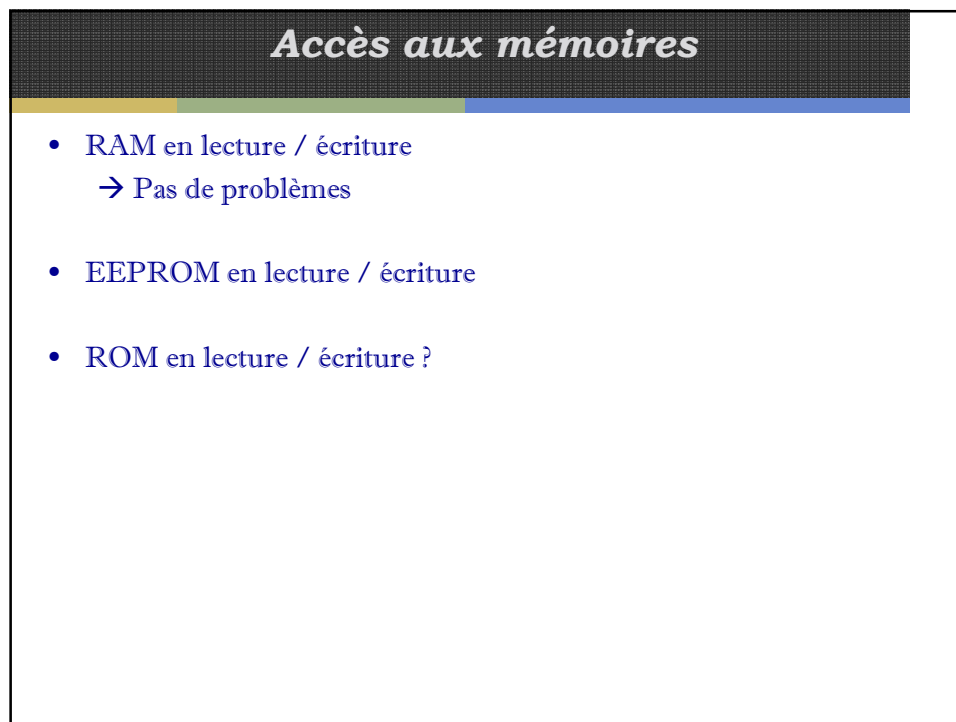 Accès aux mémoires
• RAM en lecture / écriture
→ Pas de problèmes
• EEPROM en lecture / écriture
• ROM en lecture / écriture ?